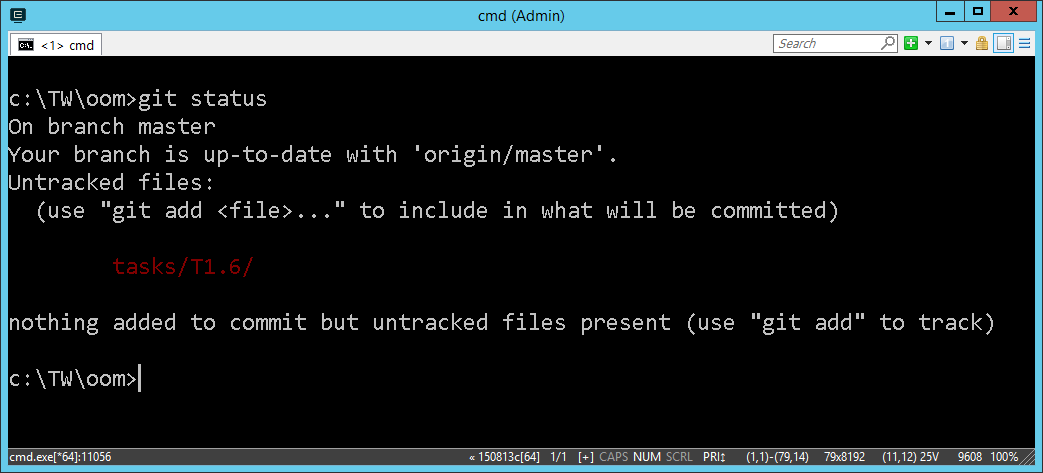 cmd (Admin)
<1> cmd
Search
c:\TW\oom>git status
On branch master
Your branch is up-to-date with 'origin/master'.
Untracked files:
(use "git add <file>..." to include in what will be committed)
tasks/T1.6/
nothing added to commit but untracked files present (use "git add" to track)
c:\TW\oom>
cmd.exe[*64]:11056 « 150813c[64] 1/1 [+] CAPS NUM SCRL PRI↕ (1,1)-(79,14) 79x8192 (11,12) 25V 9608 100%